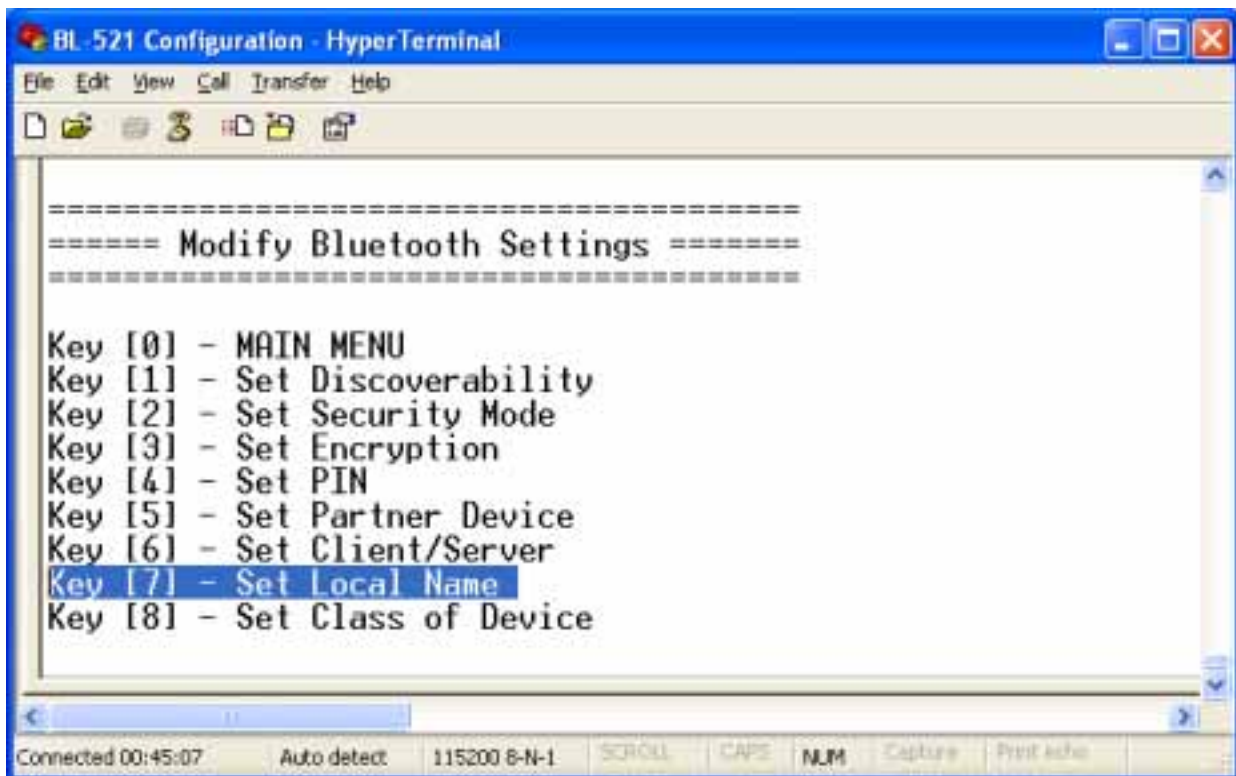 BL-521 Configuration - HyperTerminal
File Edit View Call Transfer Help
========================================
====== Modify Bluetooth Settings =======
========================================
Key [0] - MAIN MENU
Key [1] - Set Discoverability
Key [2] - Set Security Mode
Key [3] - Set Encryption
Key [4] - Set PIN
Key [5] - Set Partner Device
Key [6] - Set Client/Server
Key [7] - Set Local Name
Key [8] - Set Class of Device
Connected 00:45:07 Auto detect 115200 8-N-1 SCROLL CAPS NUM Capture Print echo